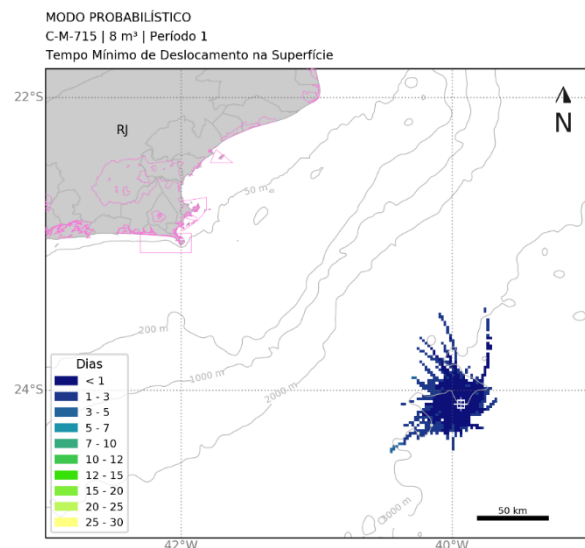 MODO PROBABILÍSTICO
C-M-715 | 8 m³ | Período 1
Tempo Mínimo de Deslocamento na Superfície
22°S
RJ
N
50 m
200 m
1000 m
2000 m
24°S
Dias
< 1
1 - 3
3 - 5
5 - 7
7 - 10
10 - 12
12 - 15
15 - 20
20 - 25
25 - 30
3000 m
50 km
42°W
40°W